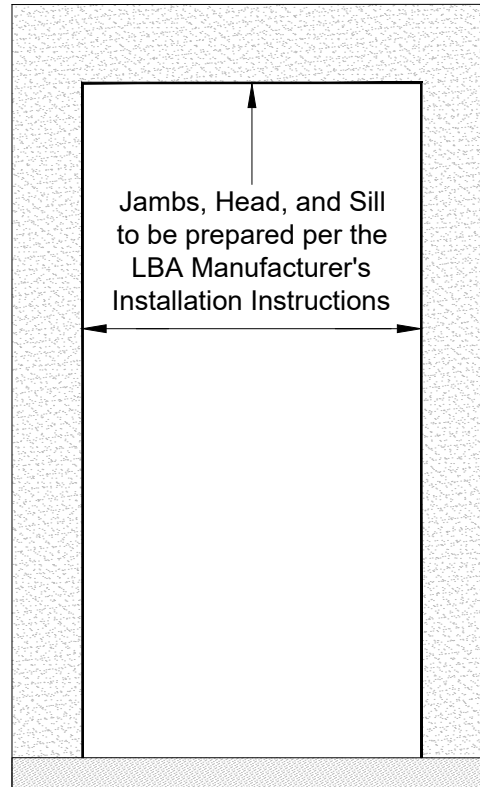 Jambs, Head, and Sill
to be prepared per the
LBA Manufacturer's
Installation Instructions